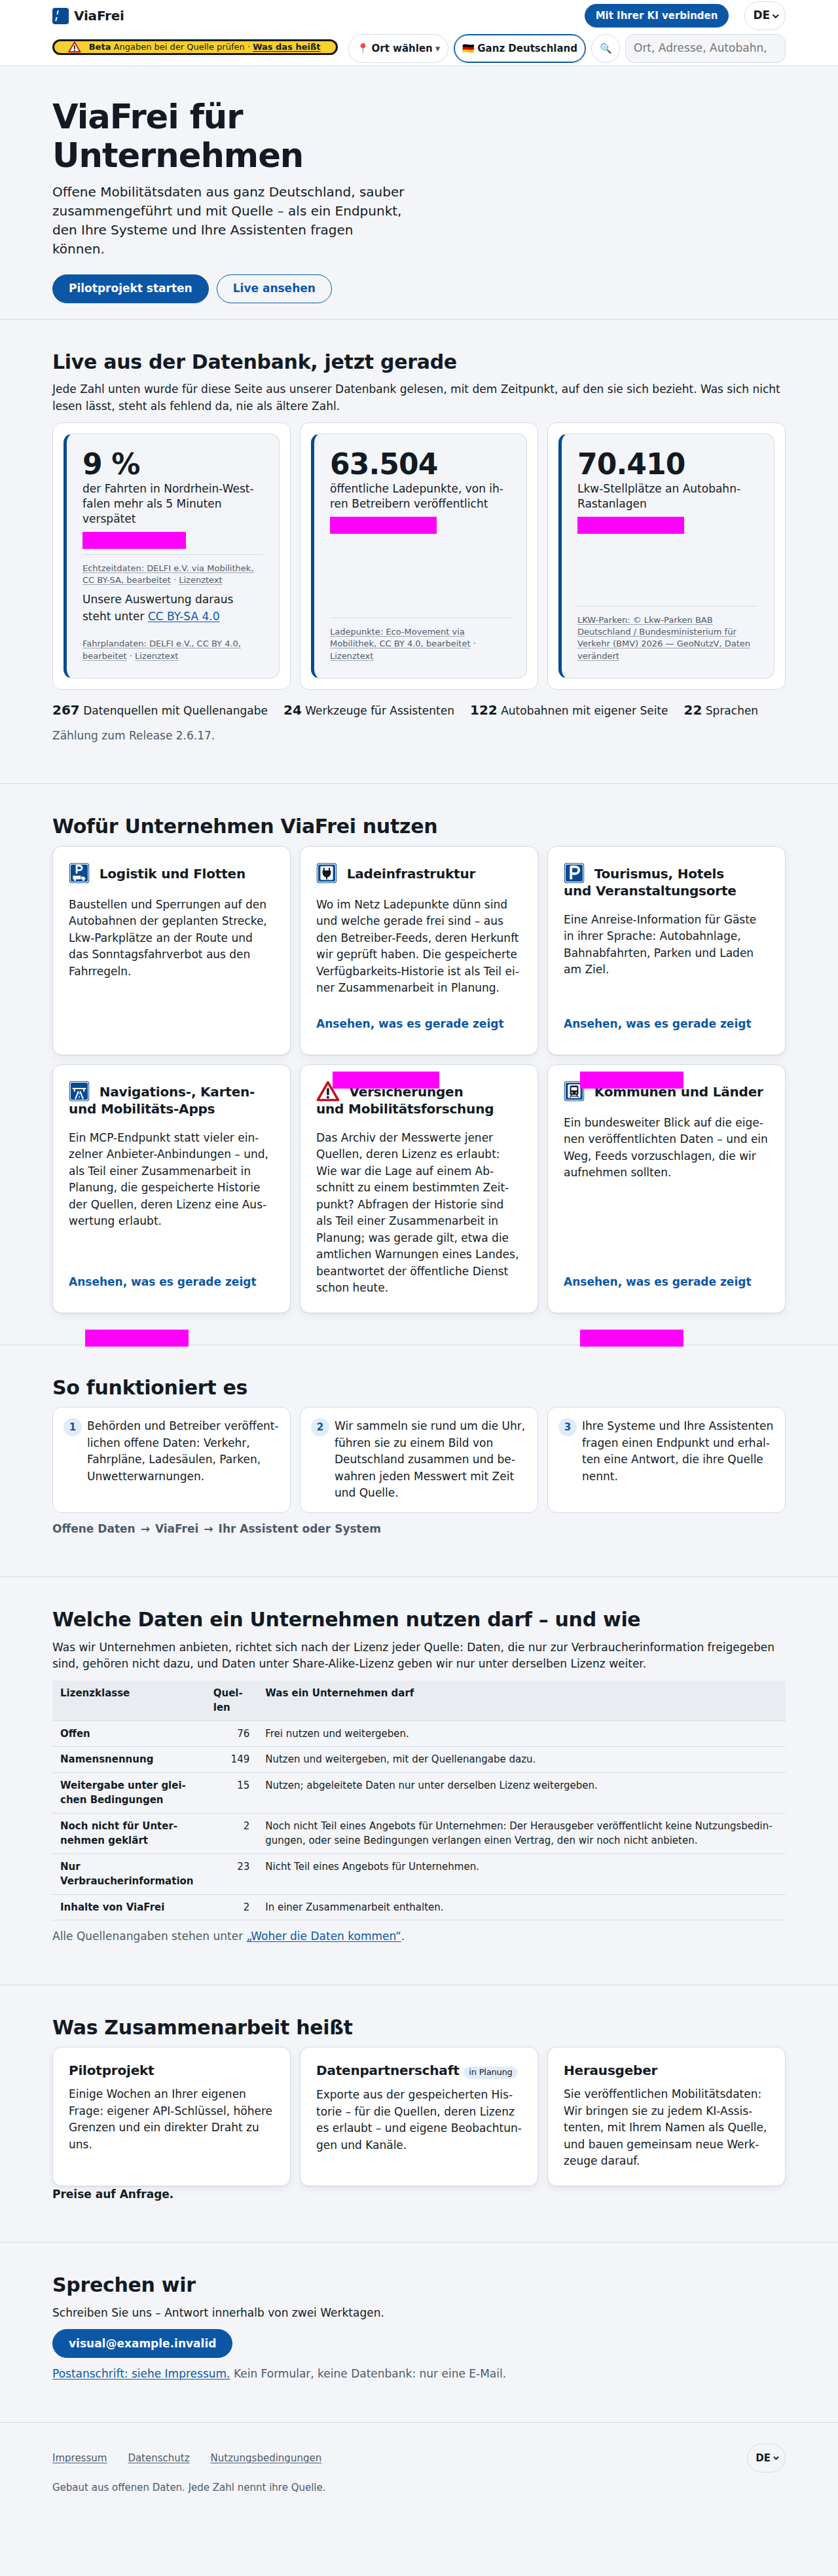 ViaFrei
Mit Ihrer KI verbinden
DE
Beta Angaben bei der Quelle prüfen · Was das heißt
Ort wählen
Ganz Deutschland
Ort, Adresse, Autobahn,
ViaFrei für
Unternehmen
Offene Mobilitätsdaten aus ganz Deutschland, sauber
zusammengeführt und mit Quelle – als ein Endpunkt,
den Ihre Systeme und Ihre Assistenten fragen
können.
Pilotprojekt starten
Live ansehen
Live aus der Datenbank, jetzt gerade
Jede Zahl unten wurde für diese Seite aus unserer Datenbank gelesen, mit dem Zeitpunkt, auf den sie sich bezieht. Was sich nicht
lesen lässt, steht als fehlend da, nie als ältere Zahl.
9 %
der Fahrten in Nordrhein-West-
falen mehr als 5 Minuten
verspätet
Echtzeitdaten: DELFI e.V. via Mobilithek,
CC BY-SA, bearbeitet · Lizenztext
Unsere Auswertung daraus
steht unter CC BY-SA 4.0
Fahrplandaten: DELFI e.V., CC BY 4.0,
bearbeitet · Lizenztext
63.504
öffentliche Ladepunkte, von ih-
ren Betreibern veröffentlicht
Ladepunkte: Eco-Movement via
Mobilithek, CC BY 4.0, bearbeitet ·
Lizenztext
70.410
Lkw-Stellplätze an Autobahn-
Rastanlagen
LKW-Parken: © Lkw-Parken BAB
Deutschland / Bundesministerium für
Verkehr (BMV) 2026 — GeoNutzV, Daten
verändert
267 Datenquellen mit Quellenangabe
24 Werkzeuge für Assistenten
122 Autobahnen mit eigener Seite
22 Sprachen
Zählung zum Release 2.6.17.
Wofür Unternehmen ViaFrei nutzen
Logistik und Flotten
Baustellen und Sperrungen auf den
Autobahnen der geplanten Strecke,
Lkw-Parkplätze an der Route und
das Sonntagsfahrverbot aus den
Fahrregeln.
Ladeinfrastruktur
Wo im Netz Ladepunkte dünn sind
und welche gerade frei sind – aus
den Betreiber-Feeds, deren Herkunft
wir geprüft haben. Die gespeicherte
Verfügbarkeits-Historie ist als Teil ei-
ner Zusammenarbeit in Planung.
Ansehen, was es gerade zeigt
Tourismus, Hotels
und Veranstaltungsorte
Eine Anreise-Information für Gäste
in ihrer Sprache: Autobahnlage,
Bahnabfahrten, Parken und Laden
am Ziel.
Ansehen, was es gerade zeigt
Navigations-, Karten-
und Mobilitäts-Apps
Ein MCP-Endpunkt statt vieler ein-
zelner Anbieter-Anbindungen – und,
als Teil einer Zusammenarbeit in
Planung, die gespeicherte Historie
der Quellen, deren Lizenz eine Aus-
wertung erlaubt.
Ansehen, was es gerade zeigt
Versicherungen
und Mobilitätsforschung
Das Archiv der Messwerte jener
Quellen, deren Lizenz es erlaubt:
Wie war die Lage auf einem Ab-
schnitt zu einem bestimmten Zeit-
punkt? Abfragen der Historie sind
als Teil einer Zusammenarbeit in
Planung; was gerade gilt, etwa die
amtlichen Warnungen eines Landes,
beantwortet der öffentliche Dienst
schon heute.
Kommunen und Länder
Ein bundesweiter Blick auf die eige-
nen veröffentlichten Daten – und ein
Weg, Feeds vorzuschlagen, die wir
aufnehmen sollten.
Ansehen, was es gerade zeigt
So funktioniert es
1 Behörden und Betreiber veröffent-
lichen offene Daten: Verkehr,
Fahrpläne, Ladesäulen, Parken,
Unwetterwarnungen.
2 Wir sammeln sie rund um die Uhr,
führen sie zu einem Bild von
Deutschland zusammen und be-
wahren jeden Messwert mit Zeit
und Quelle.
3 Ihre Systeme und Ihre Assistenten
fragen einen Endpunkt und erhal-
ten eine Antwort, die ihre Quelle
nennt.
Offene Daten → ViaFrei → Ihr Assistent oder System
Welche Daten ein Unternehmen nutzen darf – und wie
Was wir Unternehmen anbieten, richtet sich nach der Lizenz jeder Quelle: Daten, die nur zur Verbraucherinformation freigegeben
sind, gehören nicht dazu, und Daten unter Share-Alike-Lizenz geben wir nur unter derselben Lizenz weiter.
Lizenzklasse
Quel-
len
Was ein Unternehmen darf
Offen 76 Frei nutzen und weitergeben.
Namensnennung 149 Nutzen und weitergeben, mit der Quellenangabe dazu.
Weitergabe unter glei-
chen Bedingungen
15 Nutzen; abgeleitete Daten nur unter derselben Lizenz weitergeben.
Noch nicht für Unter-
nehmen geklärt
2 Noch nicht Teil eines Angebots für Unternehmen: Der Herausgeber veröffentlicht keine Nutzungsbedin-
gungen, oder seine Bedingungen verlangen einen Vertrag, den wir noch nicht anbieten.
Nur
Verbraucherinformation
23 Nicht Teil eines Angebots für Unternehmen.
Inhalte von ViaFrei 2 In einer Zusammenarbeit enthalten.
Alle Quellenangaben stehen unter „Woher die Daten kommen“.
Was Zusammenarbeit heißt
Pilotprojekt
Einige Wochen an Ihrer eigenen
Frage: eigener API-Schlüssel, höhere
Grenzen und ein direkter Draht zu
uns.
Datenpartnerschaft in Planung
Exporte aus der gespeicherten His-
torie – für die Quellen, deren Lizenz
es erlaubt – und eigene Beobachtun-
gen und Kanäle.
Herausgeber
Sie veröffentlichen Mobilitätsdaten:
Wir bringen sie zu jedem KI-Assis-
tenten, mit Ihrem Namen als Quelle,
und bauen gemeinsam neue Werk-
zeuge darauf.
Preise auf Anfrage.
Sprechen wir
Schreiben Sie uns – Antwort innerhalb von zwei Werktagen.
visual@example.invalid
Postanschrift: siehe Impressum. Kein Formular, keine Datenbank: nur eine E-Mail.
Impressum
Datenschutz
Nutzungsbedingungen
DE
Gebaut aus offenen Daten. Jede Zahl nennt ihre Quelle.